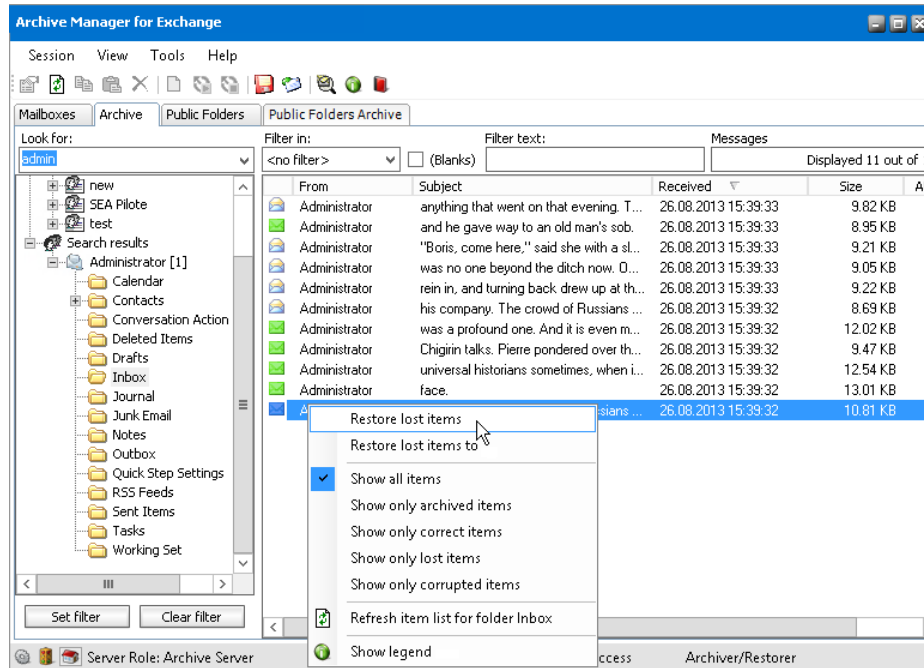 Archive Manager for Exchange
Session View Tools Help
Mailboxes Archive Public Folders Public Folders Archive
Look for: Filter in: Filter text: Messages
admin <no filter> (Blanks) Displayed 11 out of
new
SEA Pilote
test
Search results
Administrator [1]
Calendar
Contacts
Conversation Action
Deleted Items
Drafts
Inbox
Journal
Junk Email
Notes
Outbox
Quick Step Settings
RSS Feeds
Sent Items
Tasks
Working Set
Set filter Clear filter
From Subject Received Size A
Administrator anything that went on that evening. T... 26.08.2013 15:39:33 9.82 KB
Administrator and he gave way to an old man's sob. 26.08.2013 15:39:33 8.95 KB
Administrator "Boris, come here," said she with a sl... 26.08.2013 15:39:33 9.21 KB
Administrator was no one beyond the ditch now. O... 26.08.2013 15:39:33 9.05 KB
Administrator rein in, and turning back drew up at th... 26.08.2013 15:39:33 9.22 KB
Administrator his company. The crowd of Russians ... 26.08.2013 15:39:32 8.69 KB
Administrator was a profound one. And it is even m... 26.08.2013 15:39:32 12.02 KB
Administrator Chigirin talks. Pierre pondered over th... 26.08.2013 15:39:32 9.47 KB
Administrator universal historians sometimes, when i... 26.08.2013 15:39:32 12.54 KB
Administrator face. 26.08.2013 15:39:32 13.01 KB
A ssians ... 26.08.2013 15:39:32 10.81 KB
Restore lost items
Restore lost items to
Show all items
Show only archived items
Show only correct items
Show only lost items
Show only corrupted items
Refresh item list for folder Inbox
Show legend
Server Role: Archive Server ccess Archiver/Restorer